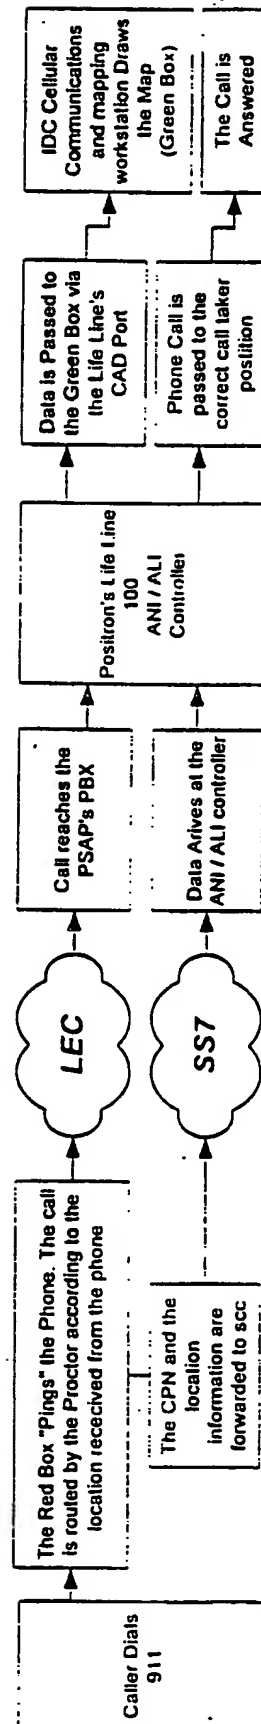 Caller Dials
911
The Red Box "Pings" the Phone. The call
is routed by the Proctor according to the
location rececived from the phone
The CPN and the
location
information are
forwarded to scc
LEC
SS7
Call reaches the
PSAP's PBX
Data Arives at the
ANI / ALI controller
Positron's Life Line
100
ANI / ALI
Controller
Data is Passed to
the Green Box via
the Life Line's
CAD Port
Phone Call is
passed to the
correct call taker
postition
IDC Cellular
Communications
and mapping
workstation Draws
the Map
(Green Box)
The Call is
Answered